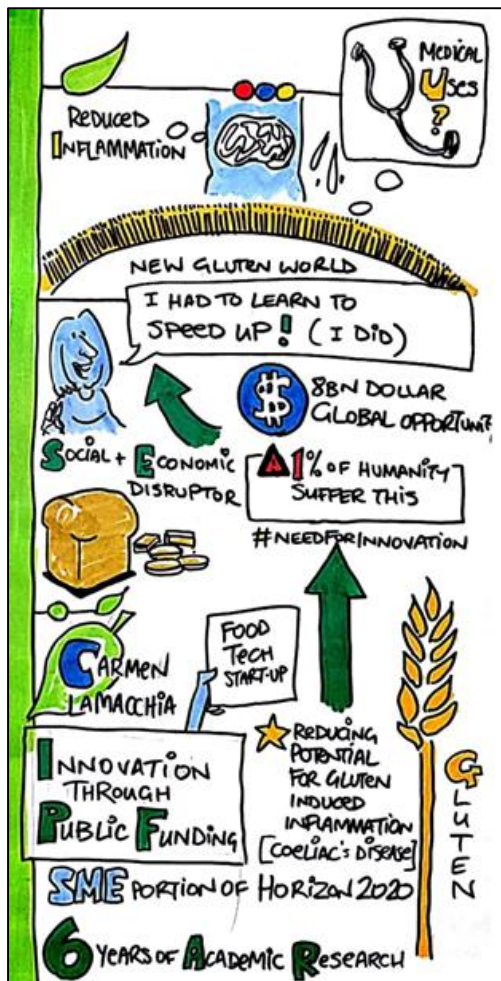 MEDICAL
USES
?
REDUCED
INFLAMMATION
NEW GLUTEN WORLD
I HAD TO LEARN TO
SPEED UP! (I DID)
$
8BN DOLLAR
GLOBAL OPPORTUNIT
SOCIAL + ECONOMIC
DISRUPTOR
1% OF HUMANITY
SUFFER THIS
#NEEDFORINNOVATION
CARMEN
LAMACCHIA
FOOD
TECH
START-UP
INNOVATION
THROUGH
PUBLIC FUNDING
REDUCING
POTENTIAL
FOR GLUTEN
INDUCED
INFLAMMATION
[COELIAC'S DISEASE]
GLUTEN
SME PORTION OF HORIZON 2020
6 YEARS OF ACADEMIC RESEARCH